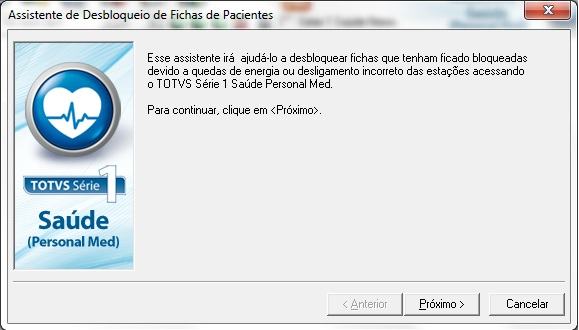 Assistente de Desbloqueio de Fichas de Pacientes
Esse assistente irá ajudá-lo a desbloquear fichas que tenham ficado bloqueadas
devido a quedas de energia ou desligamento incorreto das estações acessando
o TOTVS Série 1 Saúde Personal Med.
Para continuar, clique em <Próximo>.
TOTVS Série 1
Saúde
(Personal Med)
< Anterior
Próximo >
Cancelar